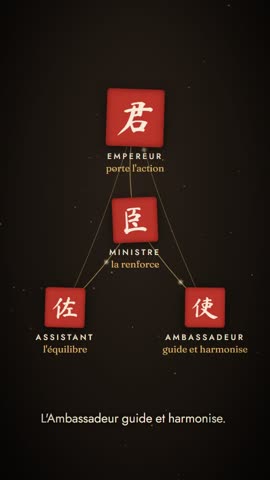 君
EMPEREUR
porte l'action
臣
MINISTRE
la renforce
佐
ASSISTANT
l'équilibre
使
AMBASSADEUR
guide et harmonise
L'Ambassadeur guide et harmonise.